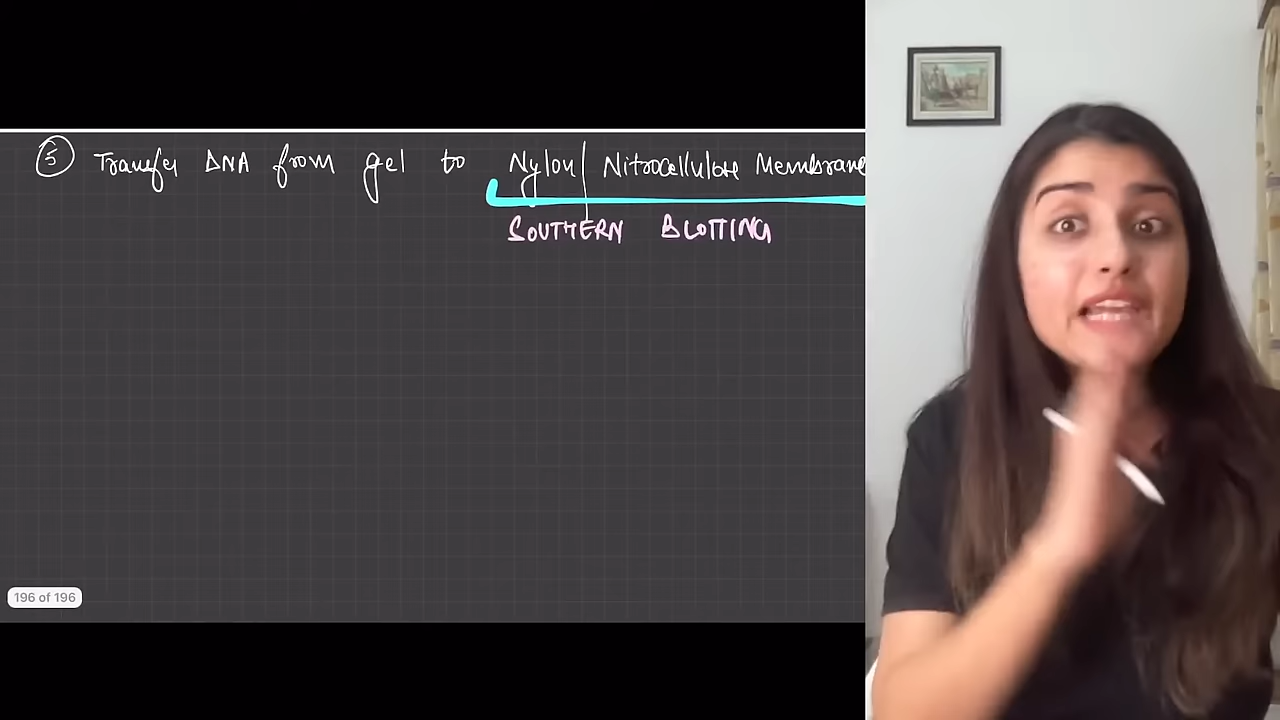 5 Transfer DNA from gel to Nylon/ Nitrocellulose Membrane
SOUTHERN BLOTTING
196 of 196